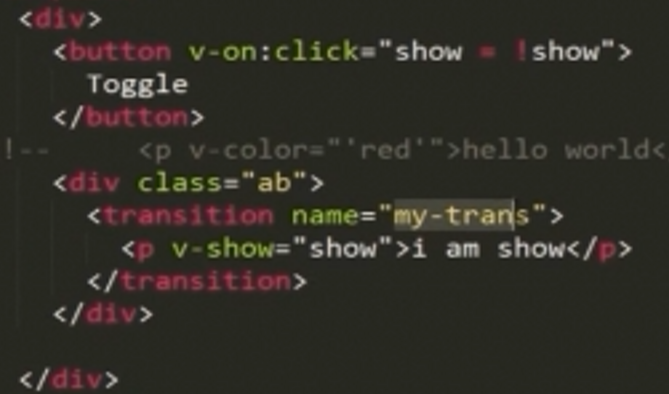 <div>
<button v-on:click="show = !show">
Toggle
</button>
!-- <p v-color="'red'">hello world<
<div class="ab">
<transition name="my-trans">
<p v-show="show">i am show</p>
</transition>
</div>
</div>